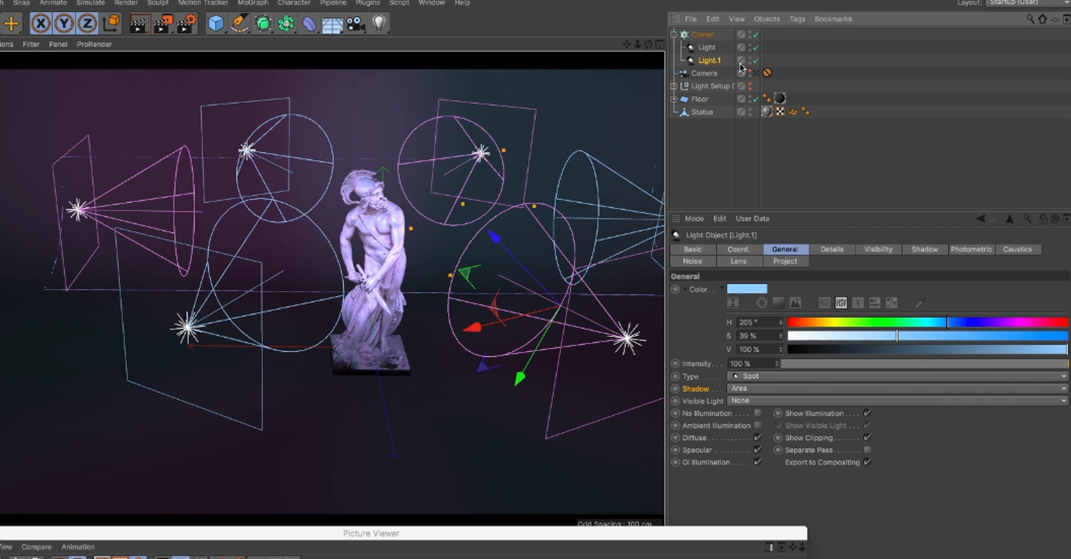 Snap Animate Simulate Render Sculpt Motion Tracker MoGraph Character Pipeline Plugins Script Window Help
Layout: Startup (User)
X Y Z
File Edit View Objects Tags Bookmarks
Filter Panel ProRender
Cloner
Light
Light.1
Camera
Light Setup
Floor
Statue
Mode Edit User Data
Light Object [Light.1]
Basic Coord. General Details Visibility Shadow Photometric Caustics
Noise Lens Project
General
Color
HSV
H 205 °
S 39 %
V 100 %
Intensity 100 %
Type Spot
Shadow Area
Visible Light None
No Illumination Show Illumination
Ambient Illumination Show Visible Light
Diffuse Show Clipping
Specular Separate Pass
GI Illumination Export to Compositing
Grid Spacing : 100 cm
Picture Viewer
View Compare Animation